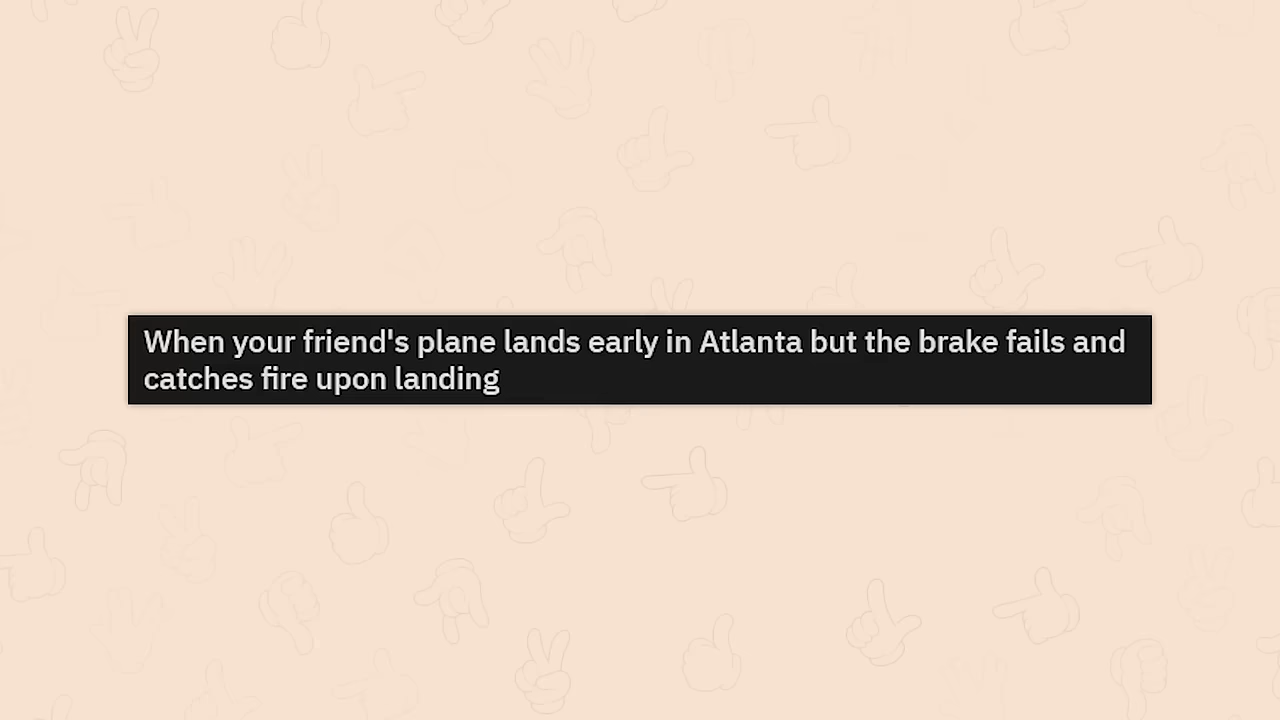 When your friend's plane lands early in Atlanta but the brake fails and
catches fire upon landing